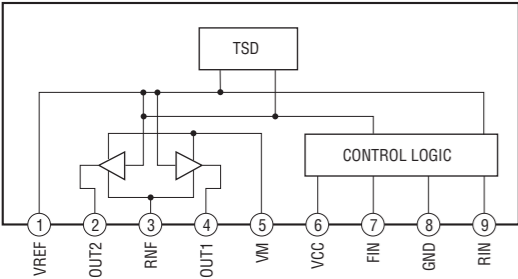 TSD
CONTROL LOGIC
1 2 3 4 5 6 7 8 9
VREF OUT2 RNF OUT1 VM VCC FIN GND RIN